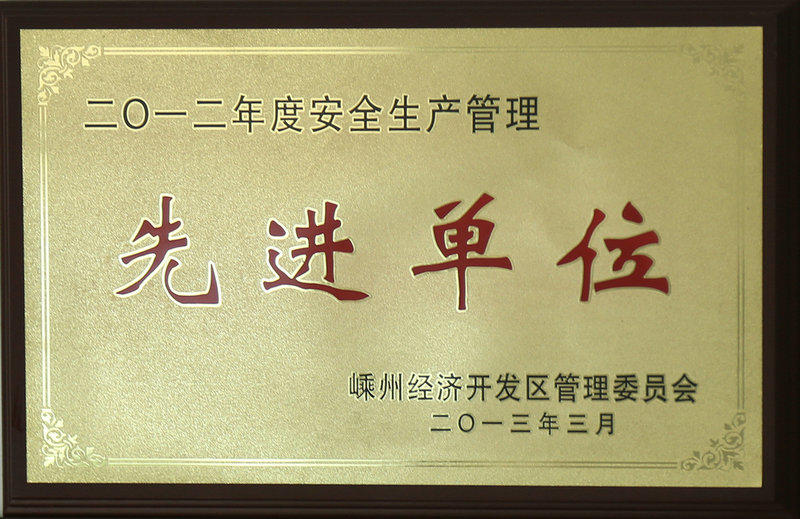 二〇一二年度安全生产管理
先进单位
嵊州经济开发区管理委员会
二〇一三年三月